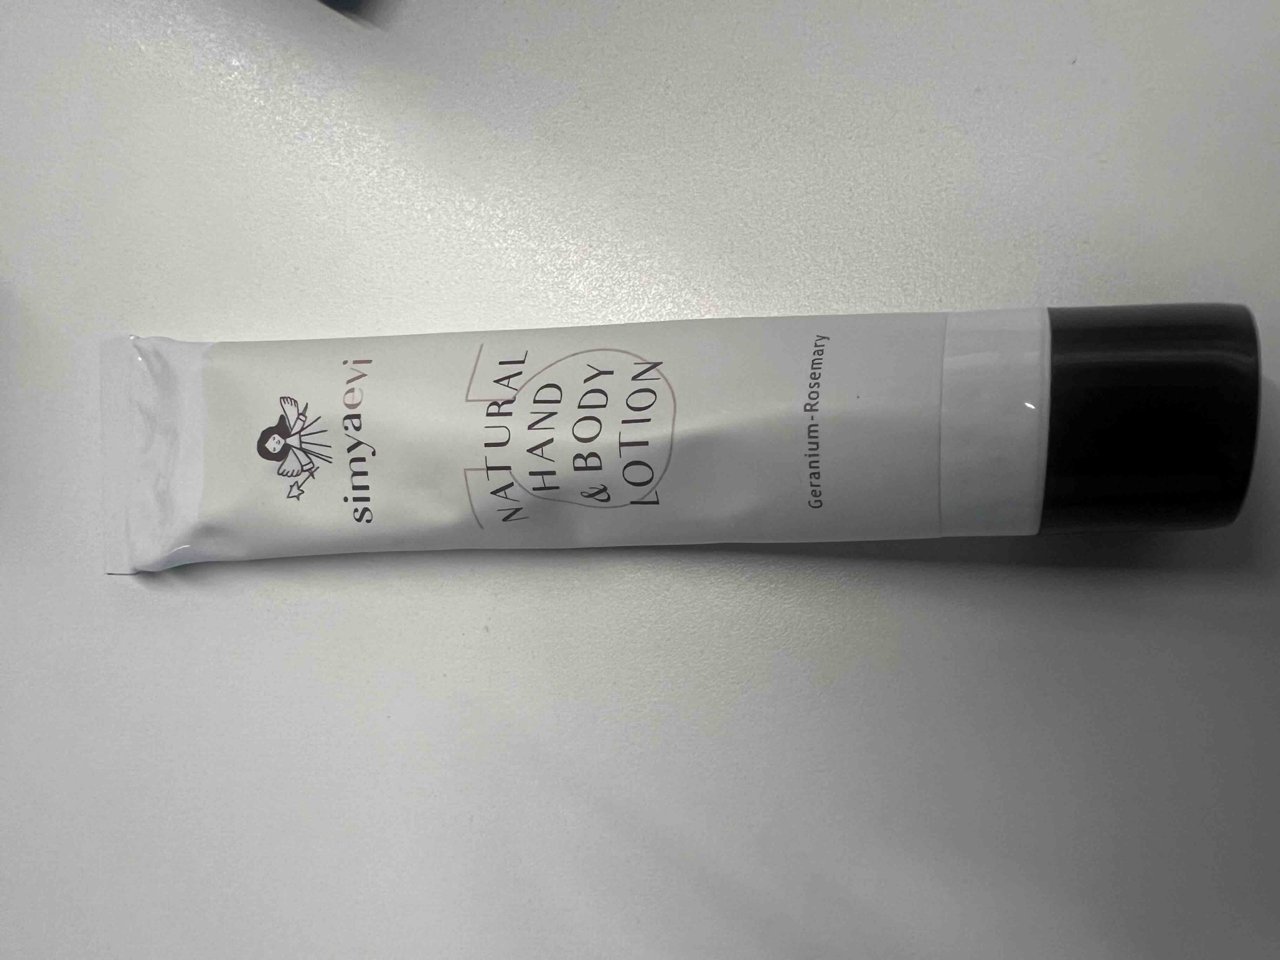 simyaevi
NATURAL
HAND
& BODY
LOTION
Geranium-Rosemary